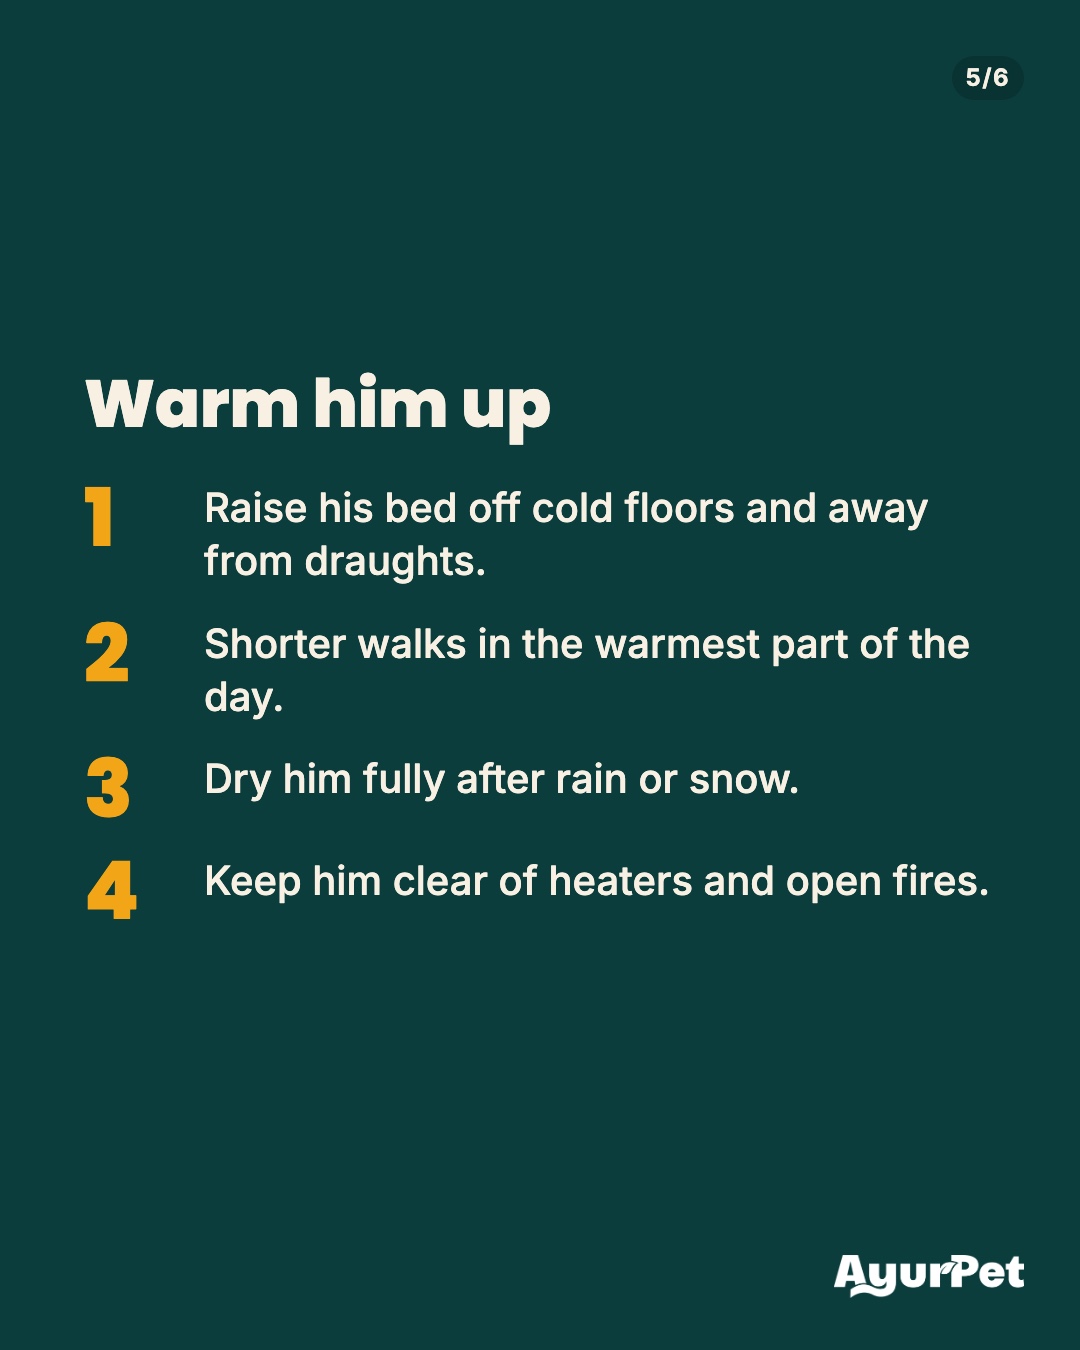 5/6
Warm him up
1 Raise his bed off cold floors and away
from draughts.
2 Shorter walks in the warmest part of the
day.
3 Dry him fully after rain or snow.
4 Keep him clear of heaters and open fires.
AyurPet